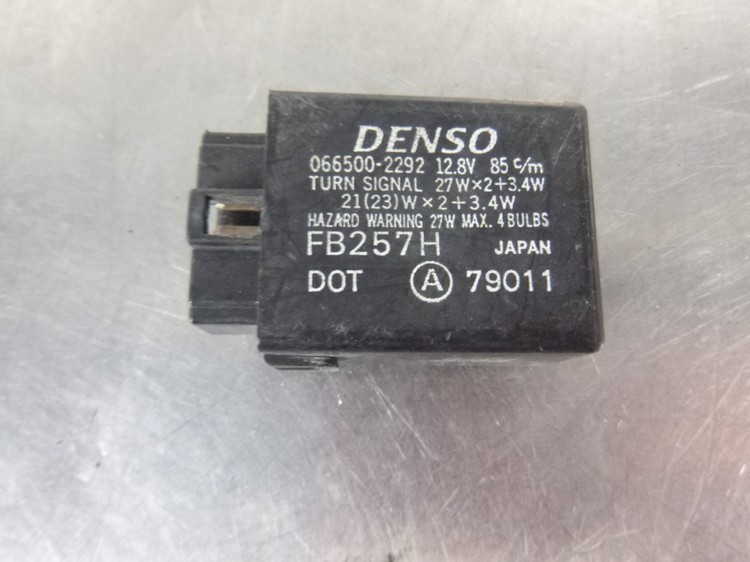 DENSO
066500-2292 12.8V 85 c/m
TURN SIGNAL 27W×2+3.4W
21(23)W×2+3.4W
HAZARD WARNING 27W MAX. 4BULBS
FB257H JAPAN
DOT Ⓐ 79011